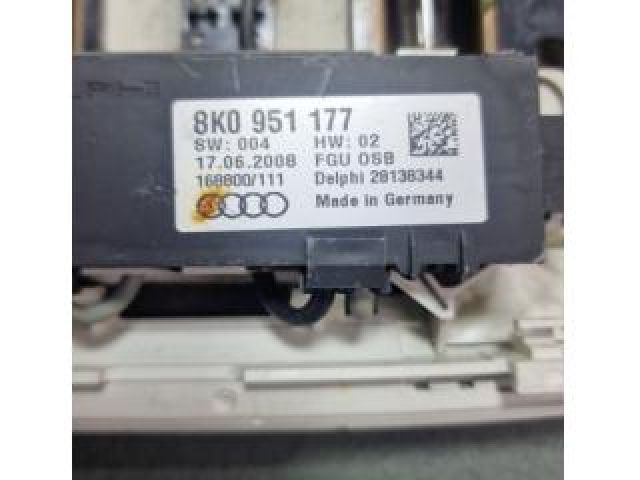 8K0 951 177
SW: 004 HW: 02
17.06.2008 FGU OSB
168800/111 Delphi 28138344
Made in Germany